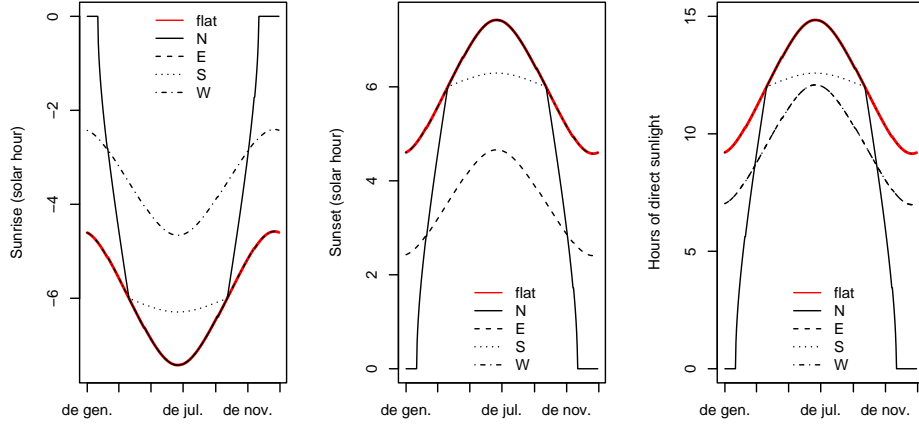 Sunrise (solar hour)
0
−2
−4
−6
flat
N
E
S
W
de gen.
de jul.
de nov.
Sunset (solar hour)
6
4
2
0
flat
N
E
S
W
de gen.
de jul.
de nov.
Hours of direct sunlight
15
10
5
0
flat
N
E
S
W
de gen.
de jul.
de nov.